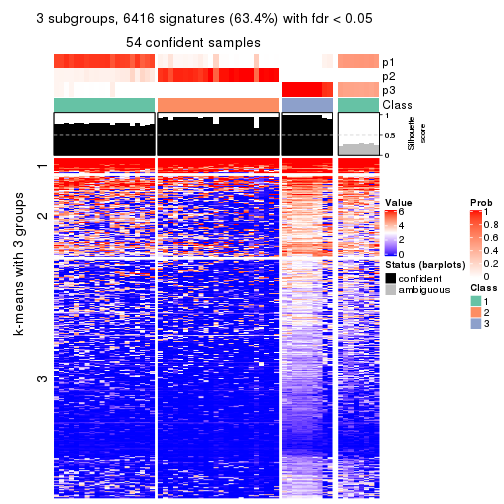 3 subgroups, 6416 signatures (63.4%) with fdr < 0.05
54 confident samples
p1
p2
p3
Class
1
0.5
0
Silhouette
score
k-means with 3 groups
1
2
3
Value
6
4
2
0
Status (barplots)
confident
ambiguous
Prob
1
0.8
0.6
0.4
0.2
0
Class
1
2
3